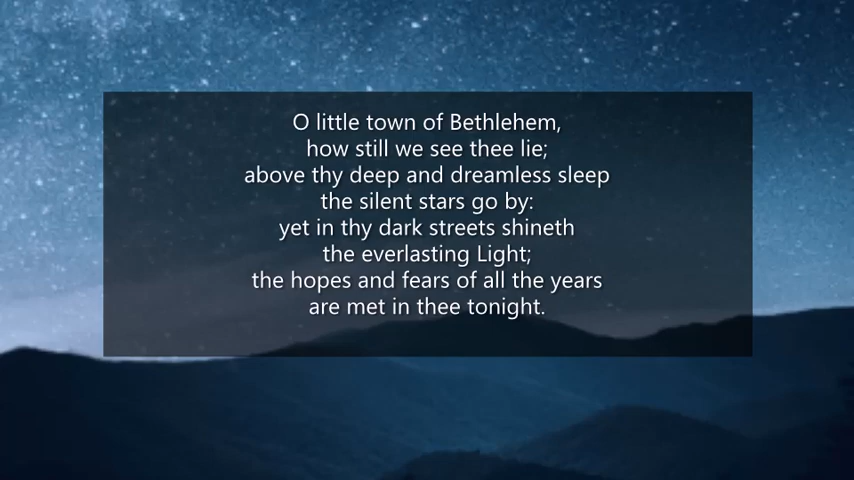 O little town of Bethlehem,
how still we see thee lie;
above thy deep and dreamless sleep
the silent stars go by:
yet in thy dark streets shineth
the everlasting Light;
the hopes and fears of all the years
are met in thee tonight.